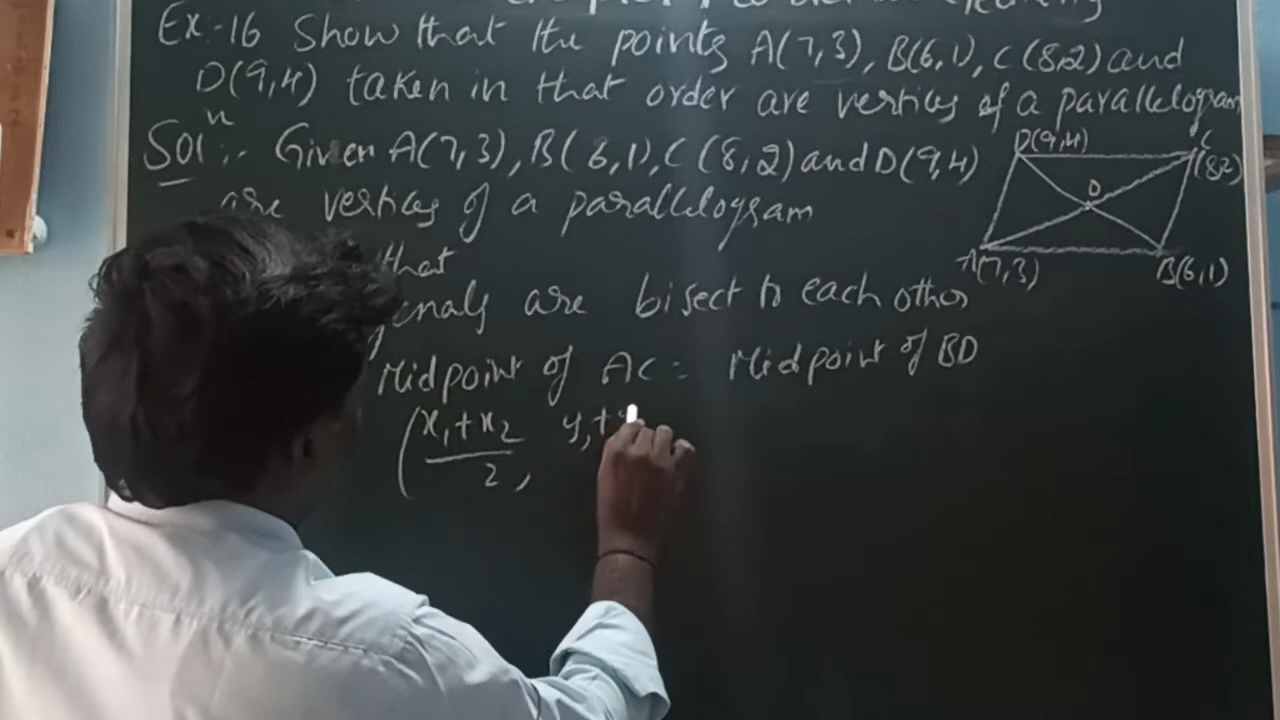 Ex-16 Show that the points A(7,3), B(6,1), C(8,2) and
D(9,4) taken in that order are vertices of a parallelogram
Solⁿ:- Given A(7,3), B(6,1), C(8,2) and D(9,4)
are vertices of a parallelogram
that
are bisect to each other
Midpoint of AC = Midpoint of BD
(x₁+x₂/2, y₁+
D(9,4) C
(8,2)
O
A(7,3) B(6,1)